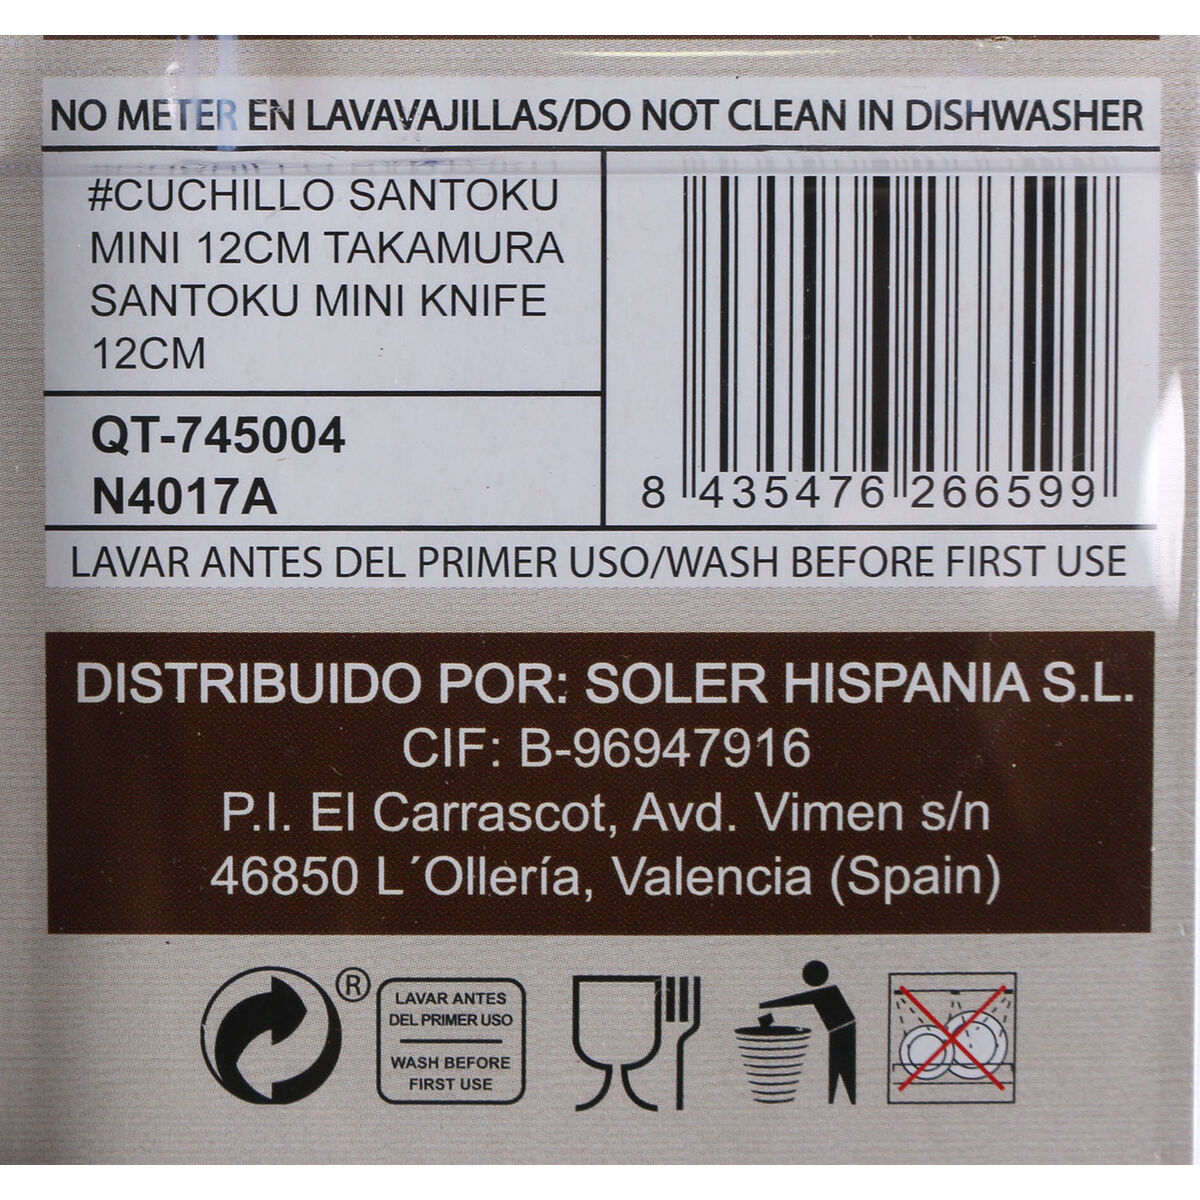 NO METER EN LAVAVAJILLAS/DO NOT CLEAN IN DISHWASHER
#CUCHILLO SANTOKU
MINI 12CM TAKAMURA
SANTOKU MINI KNIFE
12CM
QT-745004
N4017A
8 435476 266599
LAVAR ANTES DEL PRIMER USO/WASH BEFORE FIRST USE
DISTRIBUIDO POR: SOLER HISPANIA S.L.
CIF: B-96947916
P.I. El Carrascot, Avd. Vimen s/n
46850 L´Ollería, Valencia (Spain)
®
LAVAR ANTES
DEL PRIMER USO
WASH BEFORE
FIRST USE